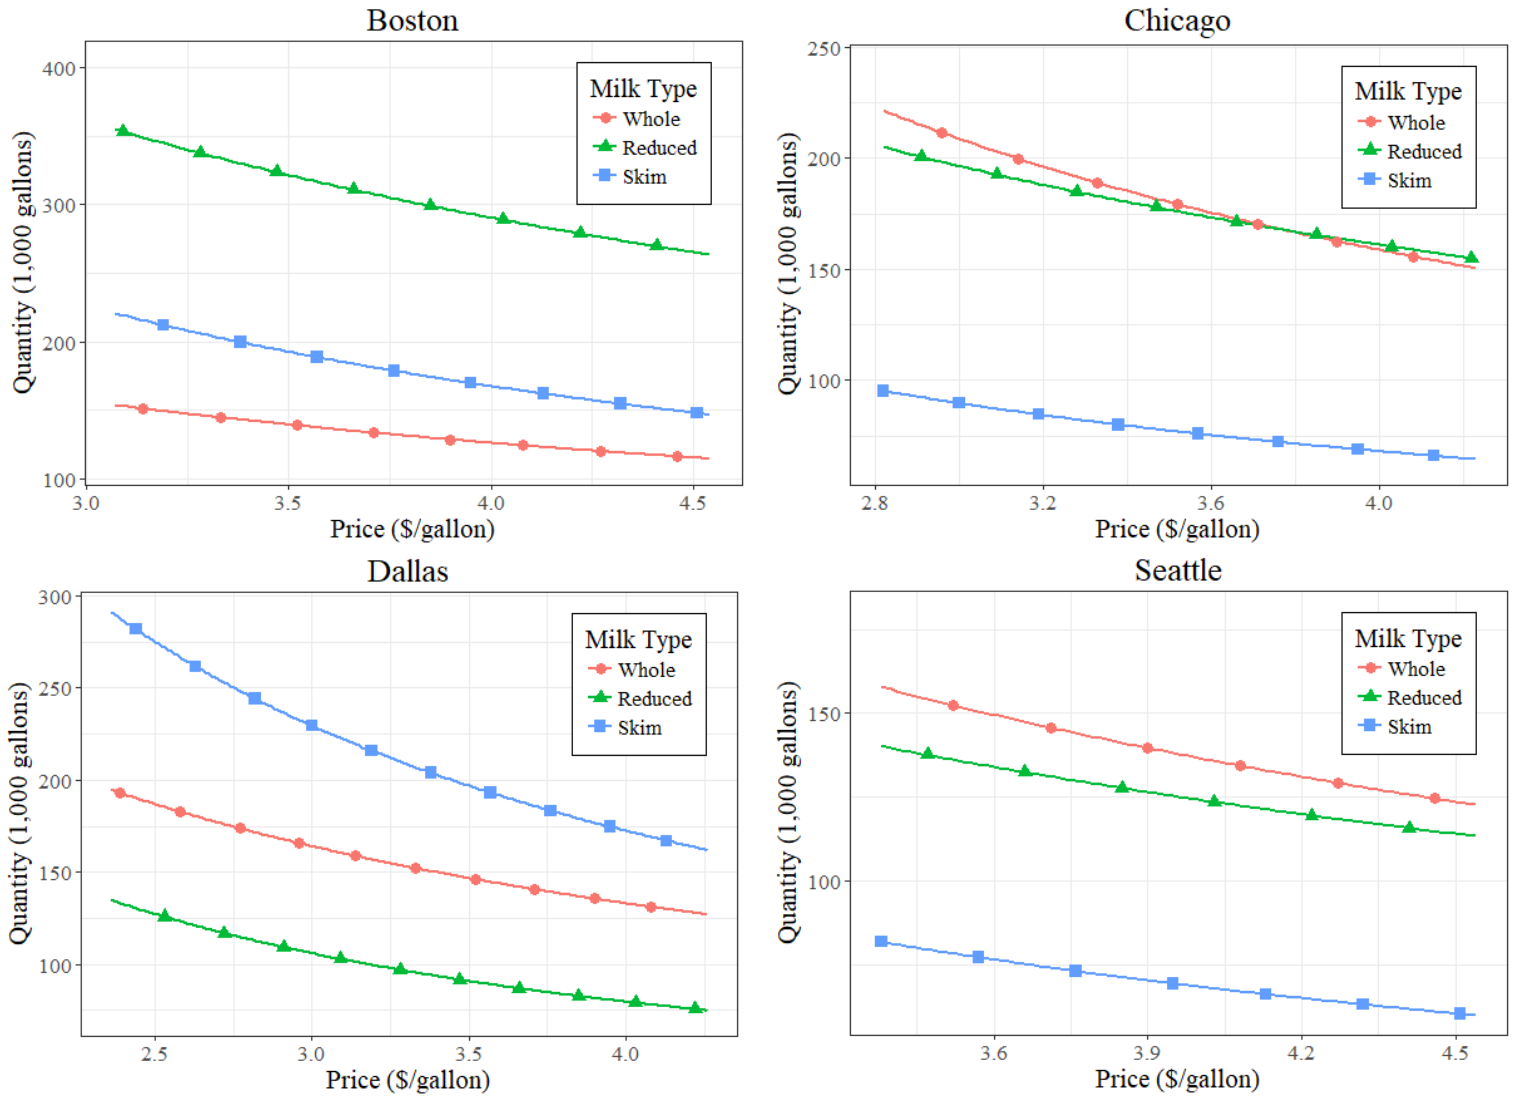 Boston
Quantity (1,000 gallons)
400
300
200
100
Milk Type
Whole
Reduced
Skim
3.0 3.5 4.0 4.5
Price ($/gallon)
Chicago
Quantity (1,000 gallons)
250
200
150
100
Milk Type
Whole
Reduced
Skim
2.8 3.2 3.6 4.0
Price ($/gallon)
Dallas
Quantity (1,000 gallons)
300
250
200
150
100
Milk Type
Whole
Reduced
Skim
2.5 3.0 3.5 4.0
Price ($/gallon)
Seattle
Quantity (1,000 gallons)
150
100
Milk Type
Whole
Reduced
Skim
3.6 3.9 4.2 4.5
Price ($/gallon)